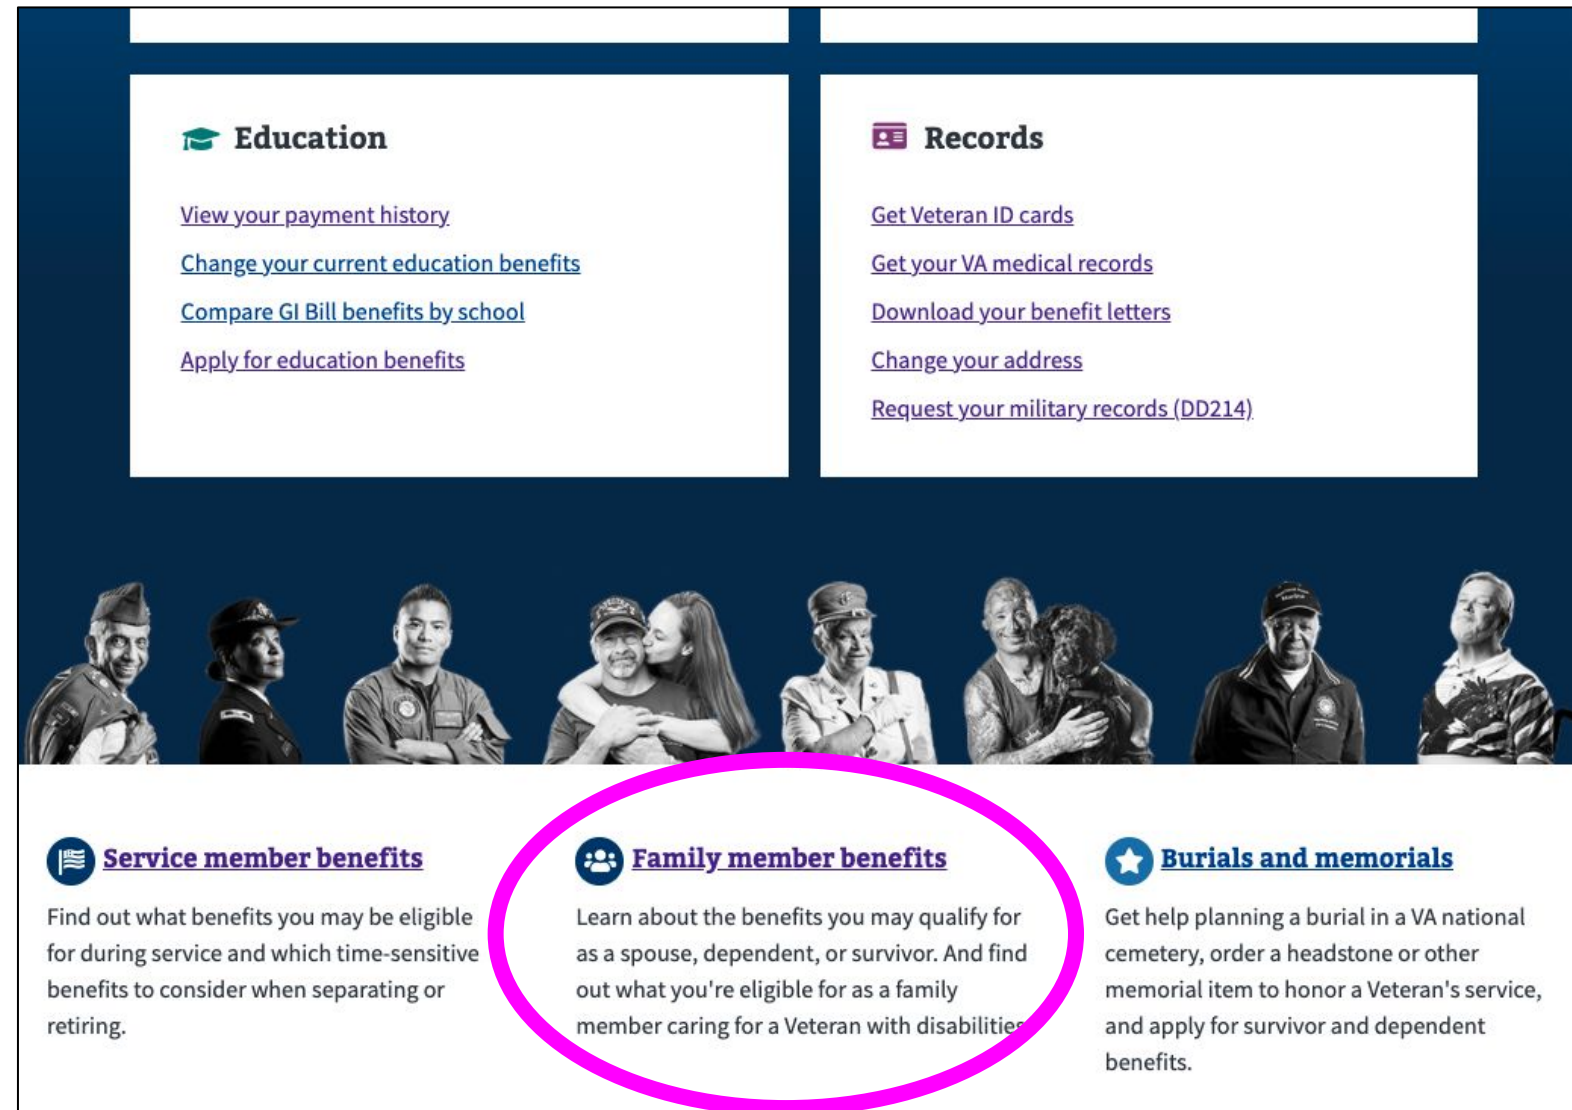 Education
View your payment history
Change your current education benefits
Compare GI Bill benefits by school
Apply for education benefits
Records
Get Veteran ID cards
Get your VA medical records
Download your benefit letters
Change your address
Request your military records (DD214)
Service member benefits
Find out what benefits you may be eligible
for during service and which time-sensitive
benefits to consider when separating or
retiring.
Family member benefits
Learn about the benefits you may qualify for
as a spouse, dependent, or survivor. And find
out what you're eligible for as a family
member caring for a Veteran with disabilities
Burials and memorials
Get help planning a burial in a VA national
cemetery, order a headstone or other
memorial item to honor a Veteran's service,
and apply for survivor and dependent
benefits.